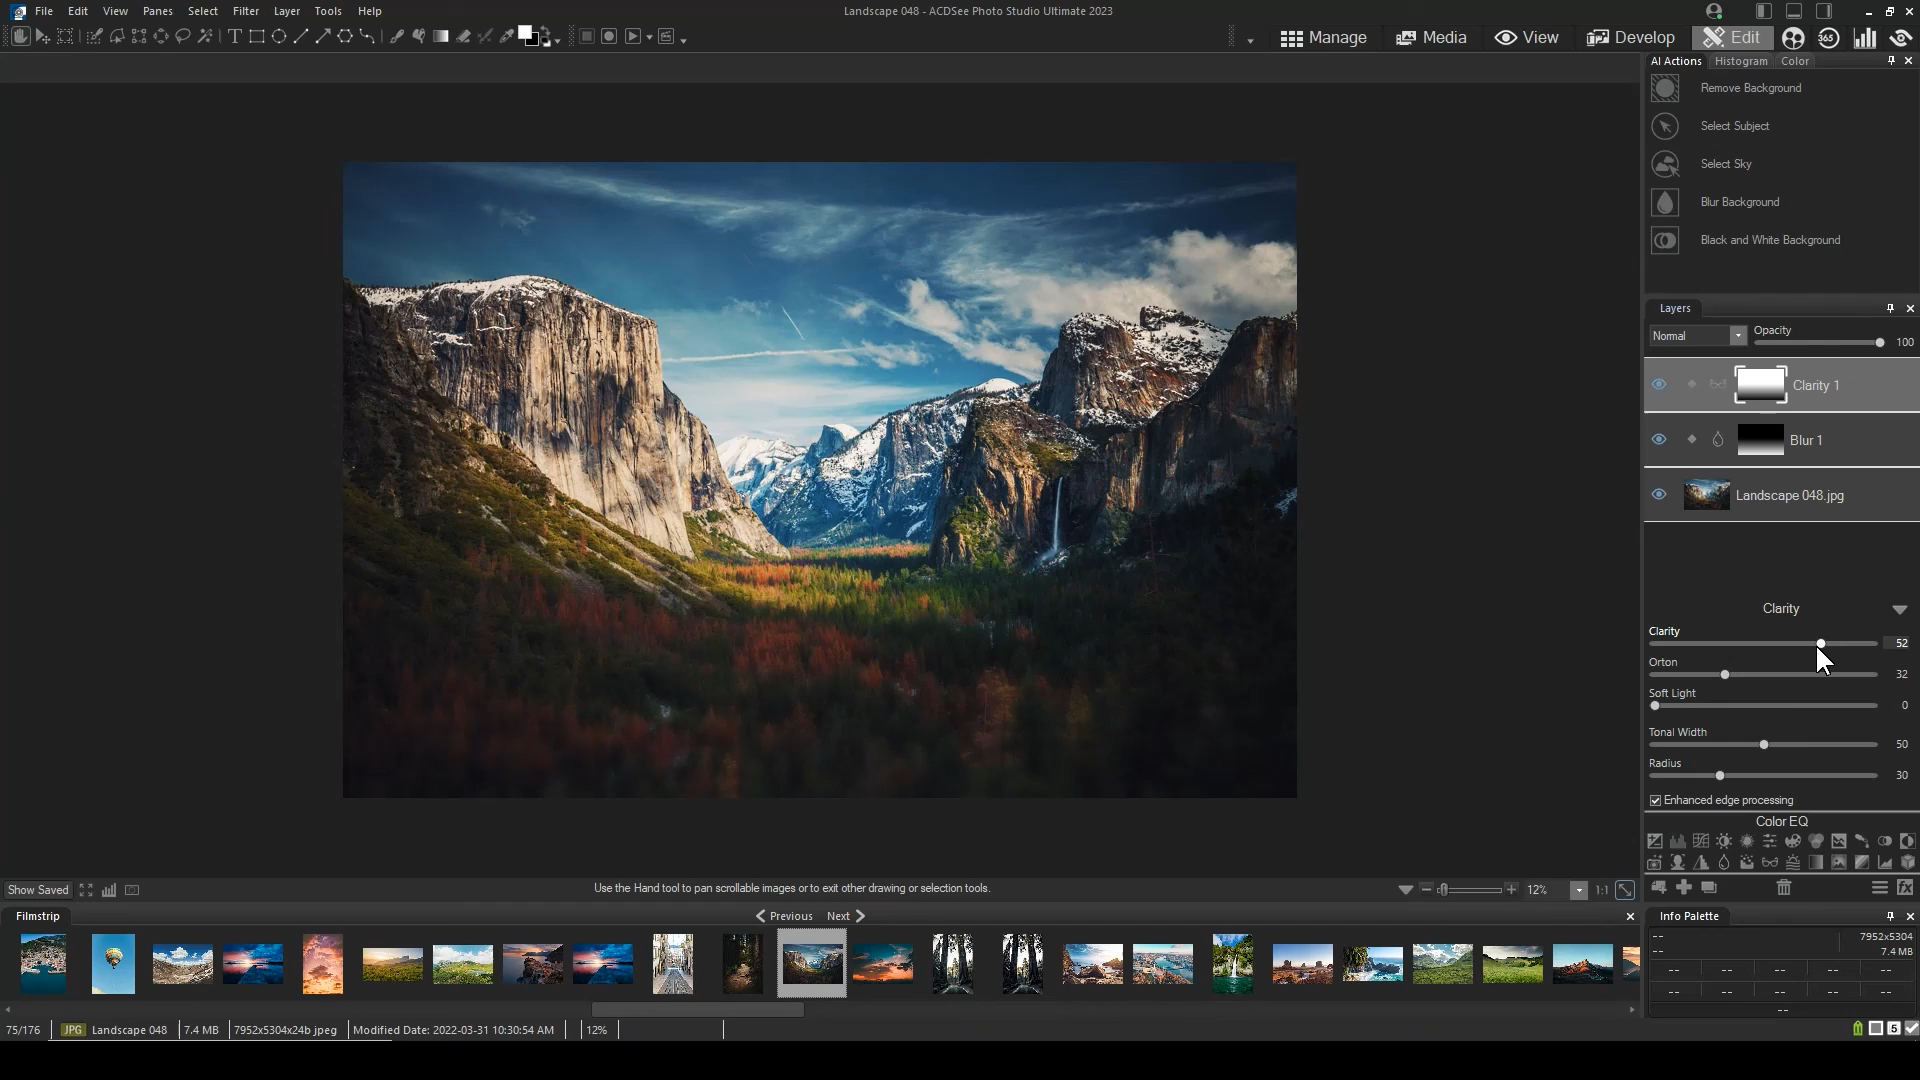 File Edit View Panes Select Filter Layer Tools Help
Landscape 048 - ACDSee Photo Studio Ultimate 2023
T
Manage Media View Develop Edit 365
AI Actions Histogram Color
Remove Background
Select Subject
Select Sky
Blur Background
Black and White Background
Layers
Normal
Opacity
100
Clarity 1
Blur 1
Landscape 048.jpg
Clarity
Clarity
52
Orton
32
Soft Light
0
Tonal Width
50
Radius
30
Enhanced edge processing
Color EQ
fx
Show Saved
Use the Hand tool to pan scrollable images or to exit other drawing or selection tools.
12%
1:1
Filmstrip
Previous Next
Info Palette
-- 7952x5304
-- 7.4 MB
-- -- -- -- --
-- -- -- -- --
--
75/176 JPG Landscape 048 7.4 MB 7952x5304x24b jpeg Modified Date: 2022-03-31 10:30:54 AM 12%
5